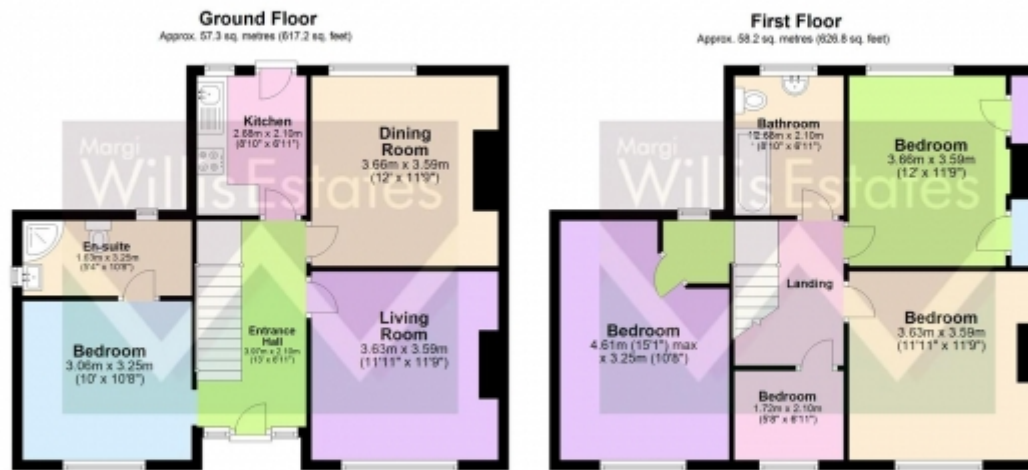 Ground Floor
Approx. 57.3 sq. metres (617.2 sq. feet)
Kitchen
2.68m x 2.10m
(8'10" x 6'11")
Dining
Room
3.66m x 3.59m
(12' x 11'9")
En-suite
1.63m x 3.25m
(5'4" x 10'8")
Bedroom
3.06m x 3.25m
(10' x 10'8")
Entrance
Hall
3.97m x 2.10m
(13' x 6'11")
Living
Room
3.63m x 3.59m
(11'11" x 11'9")
Margi
Willis Estates
First Floor
Approx. 58.2 sq. metres (626.8 sq. feet)
Bathroom
2.68m x 2.10m
(8'10" x 6'11")
Bedroom
3.66m x 3.59m
(12' x 11'9")
Landing
Bedroom
4.61m (15'1") max
x 3.25m (10'8")
Bedroom
3.63m x 3.59m
(11'11" x 11'9")
Bedroom
1.72m x 2.10m
(5'8" x 6'11")
Margi
Willis Estates